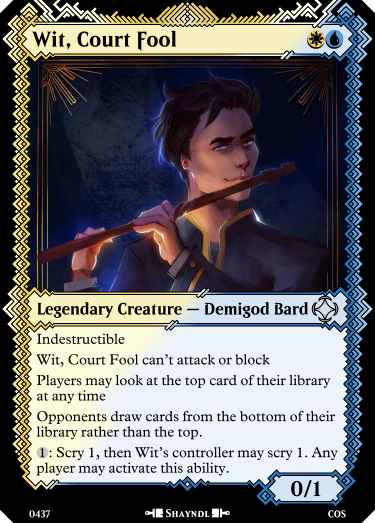 Wit, Court Fool
Legendary Creature — Demigod Bard
Indestructible
Wit, Court Fool can't attack or block
Players may look at the top card of their library
at any time
Opponents draw cards from the bottom of their
library rather than the top.
1: Scry 1, then Wit's controller may scry 1. Any
player may activate this ability.
0/1
0437
SHAYNDL
COS